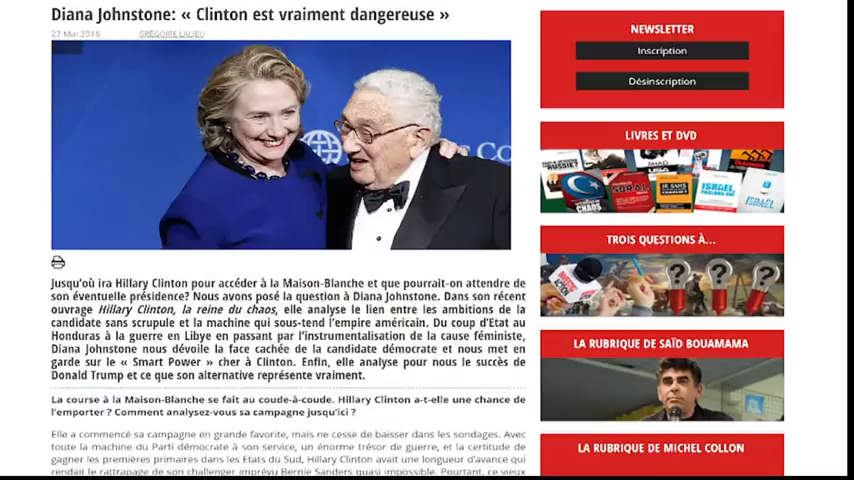 Diana Johnstone: « Clinton est vraiment dangereuse »
27 Mai 2016 GRÉGOIRE LALIEU
Jusqu'où ira Hillary Clinton pour accéder à la Maison-Blanche et que pourrait-on attendre de
son éventuelle présidence? Nous avons posé la question à Diana Johnstone. Dans son récent
ouvrage Hillary Clinton, la reine du chaos, elle analyse le lien entre les ambitions de la
candidate sans scrupule et la machine qui sous-tend l'empire américain. Du coup d'Etat au
Honduras à la guerre en Libye en passant par l'instrumentalisation de la cause féministe,
Diana Johnstone nous dévoile la face cachée de la candidate démocrate et nous met en
garde sur le « Smart Power » cher à Clinton. Enfin, elle analyse pour nous le succès de
Donald Trump et ce que son alternative représente vraiment.
La course à la Maison-Blanche se fait au coude-à-coude. Hillary Clinton a-t-elle une chance de
l'emporter ? Comment analysez-vous sa campagne jusqu'ici ?
Elle a commencé sa campagne en grande favorite, mais ne cesse de baisser dans les sondages. Avec
toute la machine du Parti démocrate à son service, un énorme trésor de guerre, et la certitude de
gagner les premières primaires dans les Etats du Sud, Hillary Clinton avait une longueur d'avance qui
rendait le rattrapage de son challenger imprévu Bernie Sanders quasi impossible. Pourtant, ce vieux
NEWSLETTER
Inscription
Désinscription
LIVRES ET DVD
RUSSIE?
JIHAD
CHAOS
SORAL
JE SUIS
CHARLIE?
ISRAEL
ISRAEL
TROIS QUESTIONS À...
INVESTIG'
ACTION
LA RUBRIQUE DE SAÏD BOUAMAMA
LA RUBRIQUE DE MICHEL COLLON